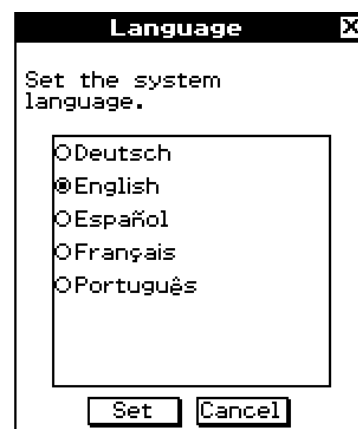 Language
Set the system
language.
Deutsch
English
Español
Français
Português
Set Cancel